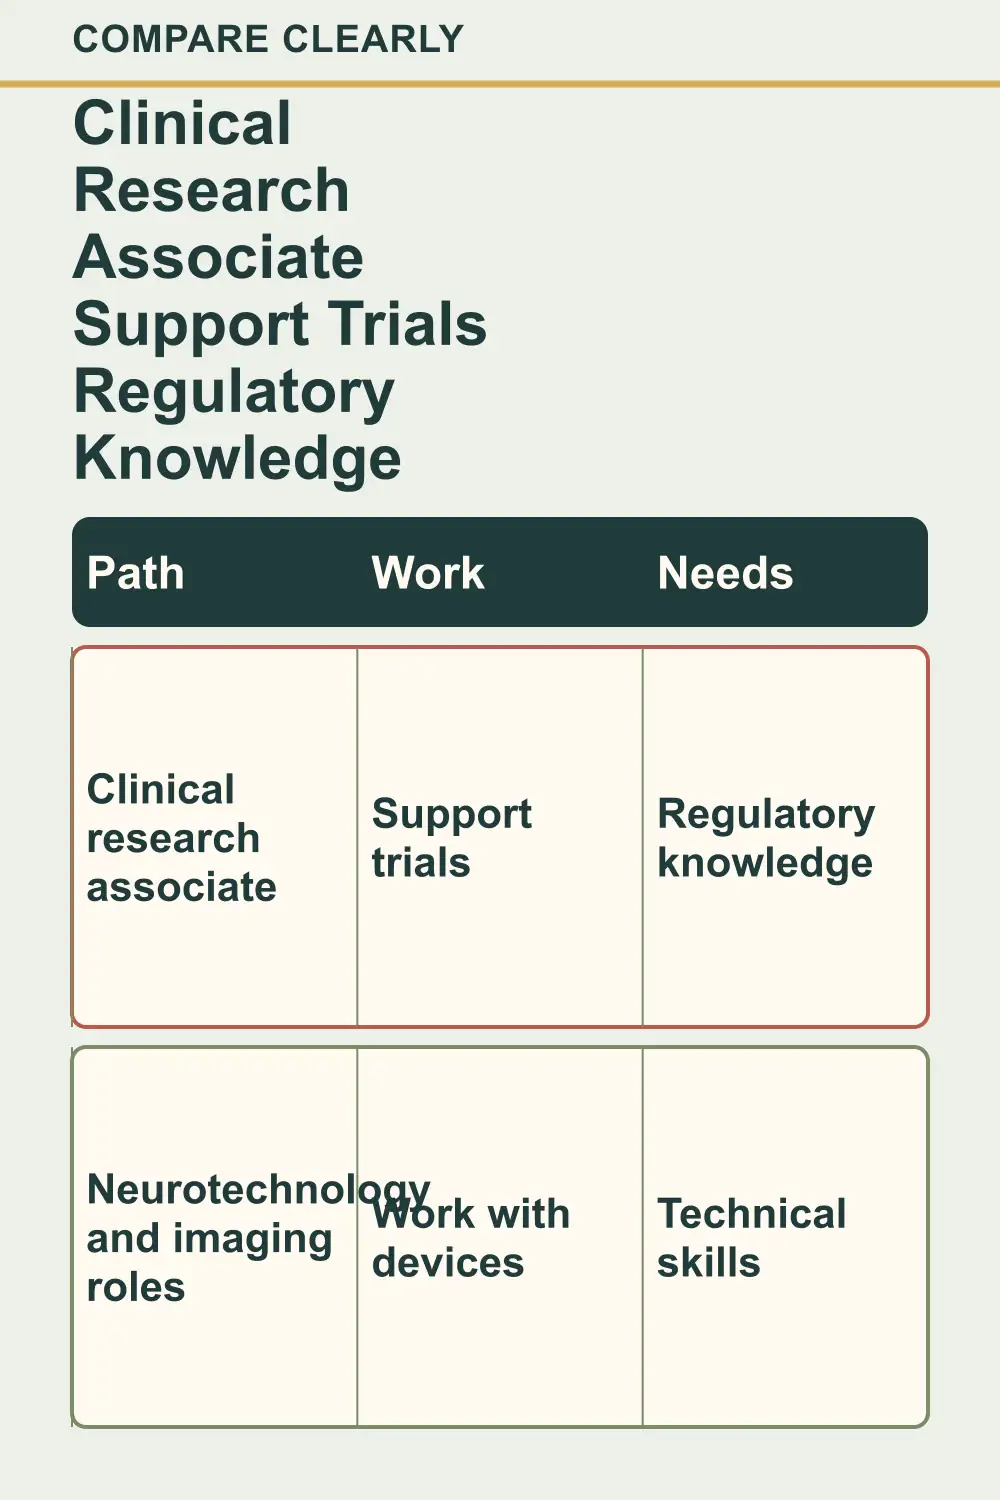 COMPARE CLEARLY
Clinical
Research
Associate
Support Trials
Regulatory
Knowledge
Path Work Needs
Clinical
research
associate
Support
trials
Regulatory
knowledge
Neurotechnology
and imaging
roles
Work with
devices
Technical
skills